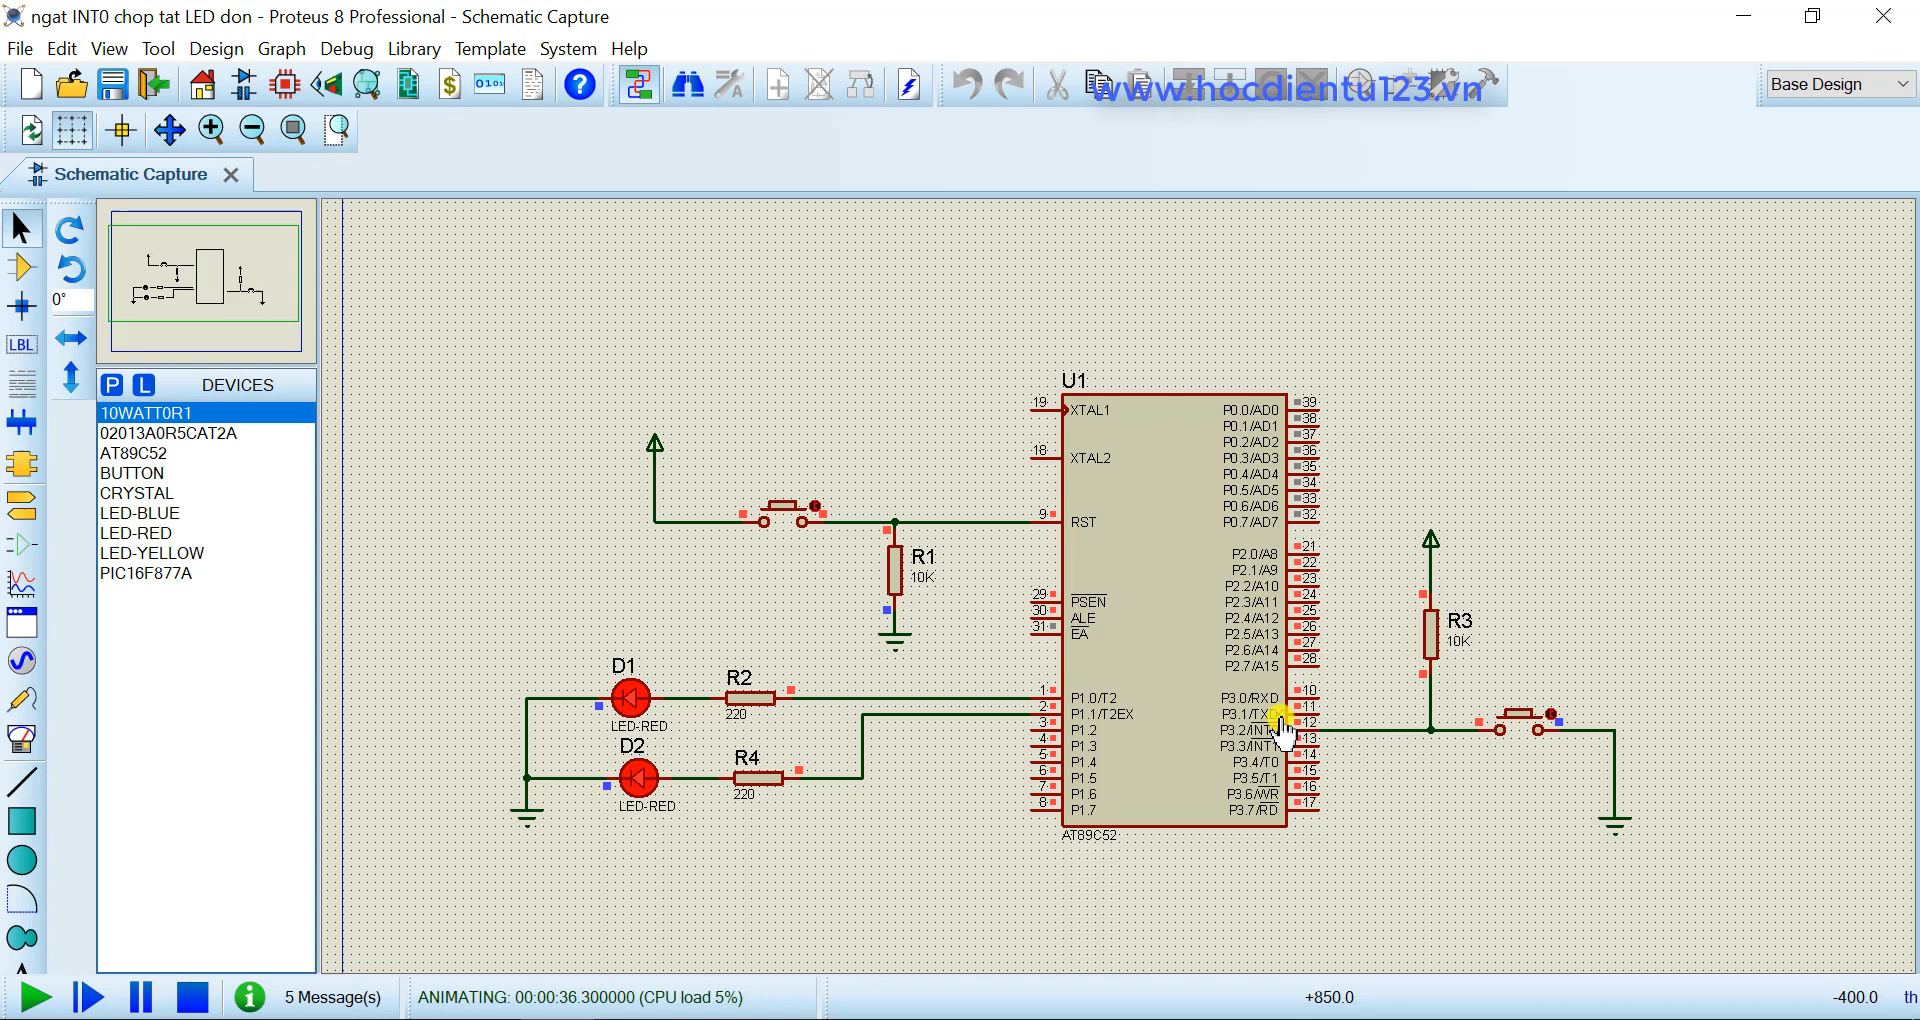 ngat INT0 chop tat LED don - Proteus 8 Professional - Schematic Capture
File Edit View Tool Design Graph Debug Library Template System Help
www.hocdientu123.vn
Base Design
Schematic Capture
0°
LBL
P L DEVICES
10WATT0R1
02013A0R5CAT2A
AT89C52
BUTTON
CRYSTAL
LED-BLUE
LED-RED
LED-YELLOW
PIC16F877A
U1
19 XTAL1
18 XTAL2
9 RST
29 PSEN
30 ALE
31 EA
1 P1.0/T2
2 P1.1/T2EX
3 P1.2
4 P1.3
5 P1.4
6 P1.5
7 P1.6
8 P1.7
P0.0/AD0 39
P0.1/AD1 38
P0.2/AD2 37
P0.3/AD3 36
P0.4/AD4 35
P0.5/AD5 34
P0.6/AD6 33
P0.7/AD7 32
P2.0/A8 21
P2.1/A9 22
P2.2/A10 23
P2.3/A11 24
P2.4/A12 25
P2.5/A13 26
P2.6/A14 27
P2.7/A15 28
P3.0/RXD 10
P3.1/TX 11
P3.2/INT 12
P3.3/INT1 13
P3.4/T0 14
P3.5/T1 15
P3.6/WR 16
P3.7/RD 17
AT89C52
R1
10K
D1
LED-RED
R2
220
D2
LED-RED
R4
220
R3
10K
5 Message(s)
ANIMATING: 00:00:36.300000 (CPU load 5%)
+850.0
-400.0
th